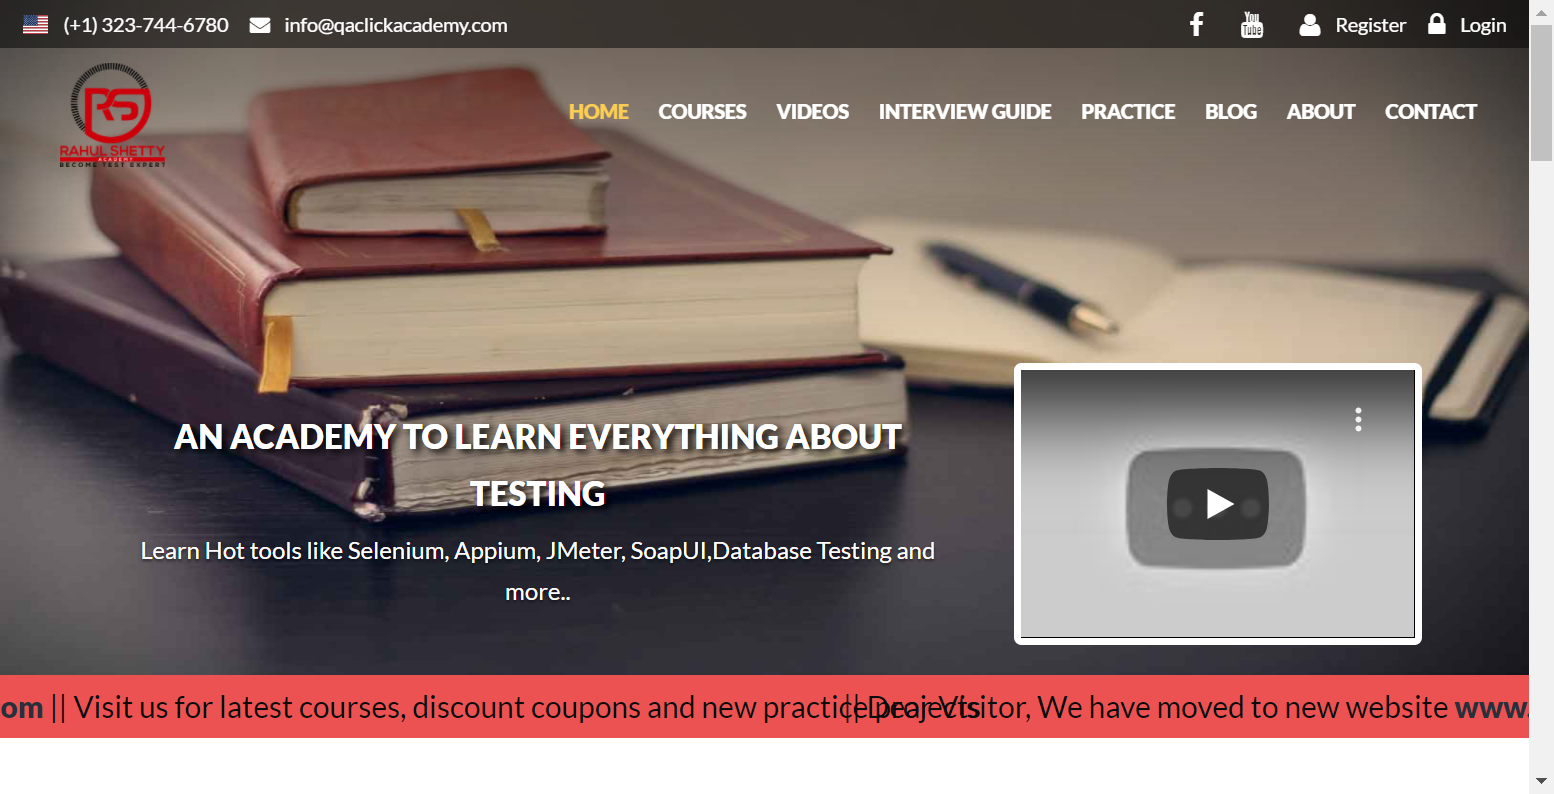 (+1) 323-744-6780 info@qaclickacademy.com Register Login
RAHUL SHETTY
ACADEMY
BECOME TEST EXPERT
HOME COURSES VIDEOS INTERVIEW GUIDE PRACTICE BLOG ABOUT CONTACT
AN ACADEMY TO LEARN EVERYTHING ABOUT
TESTING
Learn Hot tools like Selenium, Appium, JMeter, SoapUI,Database Testing and
more..
om || Visit us for latest courses, discount coupons and new practice projects || Dear Visitor, We have moved to new website www.